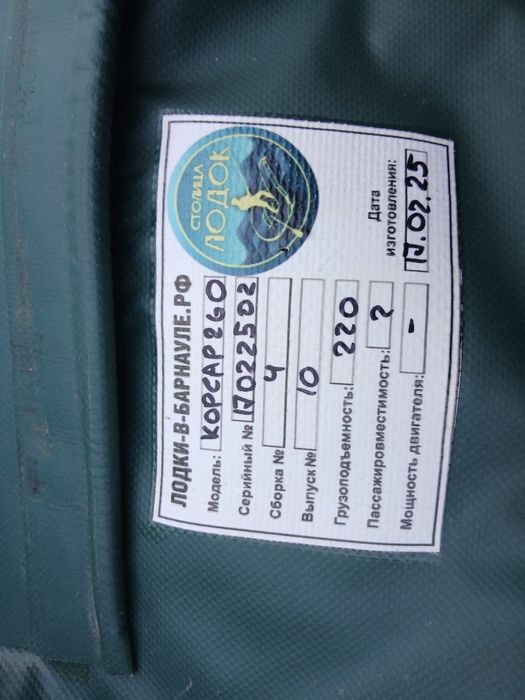 СТОЛИЦА
ЛОДОК
ЛОДКИ-В-БАРНАУЛЕ.РФ
Модель: КОРСАР 260
Серийный № 17022502
Сборка № 4
Выпуск № 10
Грузоподъемность: 220
Пассажировместимость: 2
Мощность двигателя: -
Дата
изготовления:
17.02.25